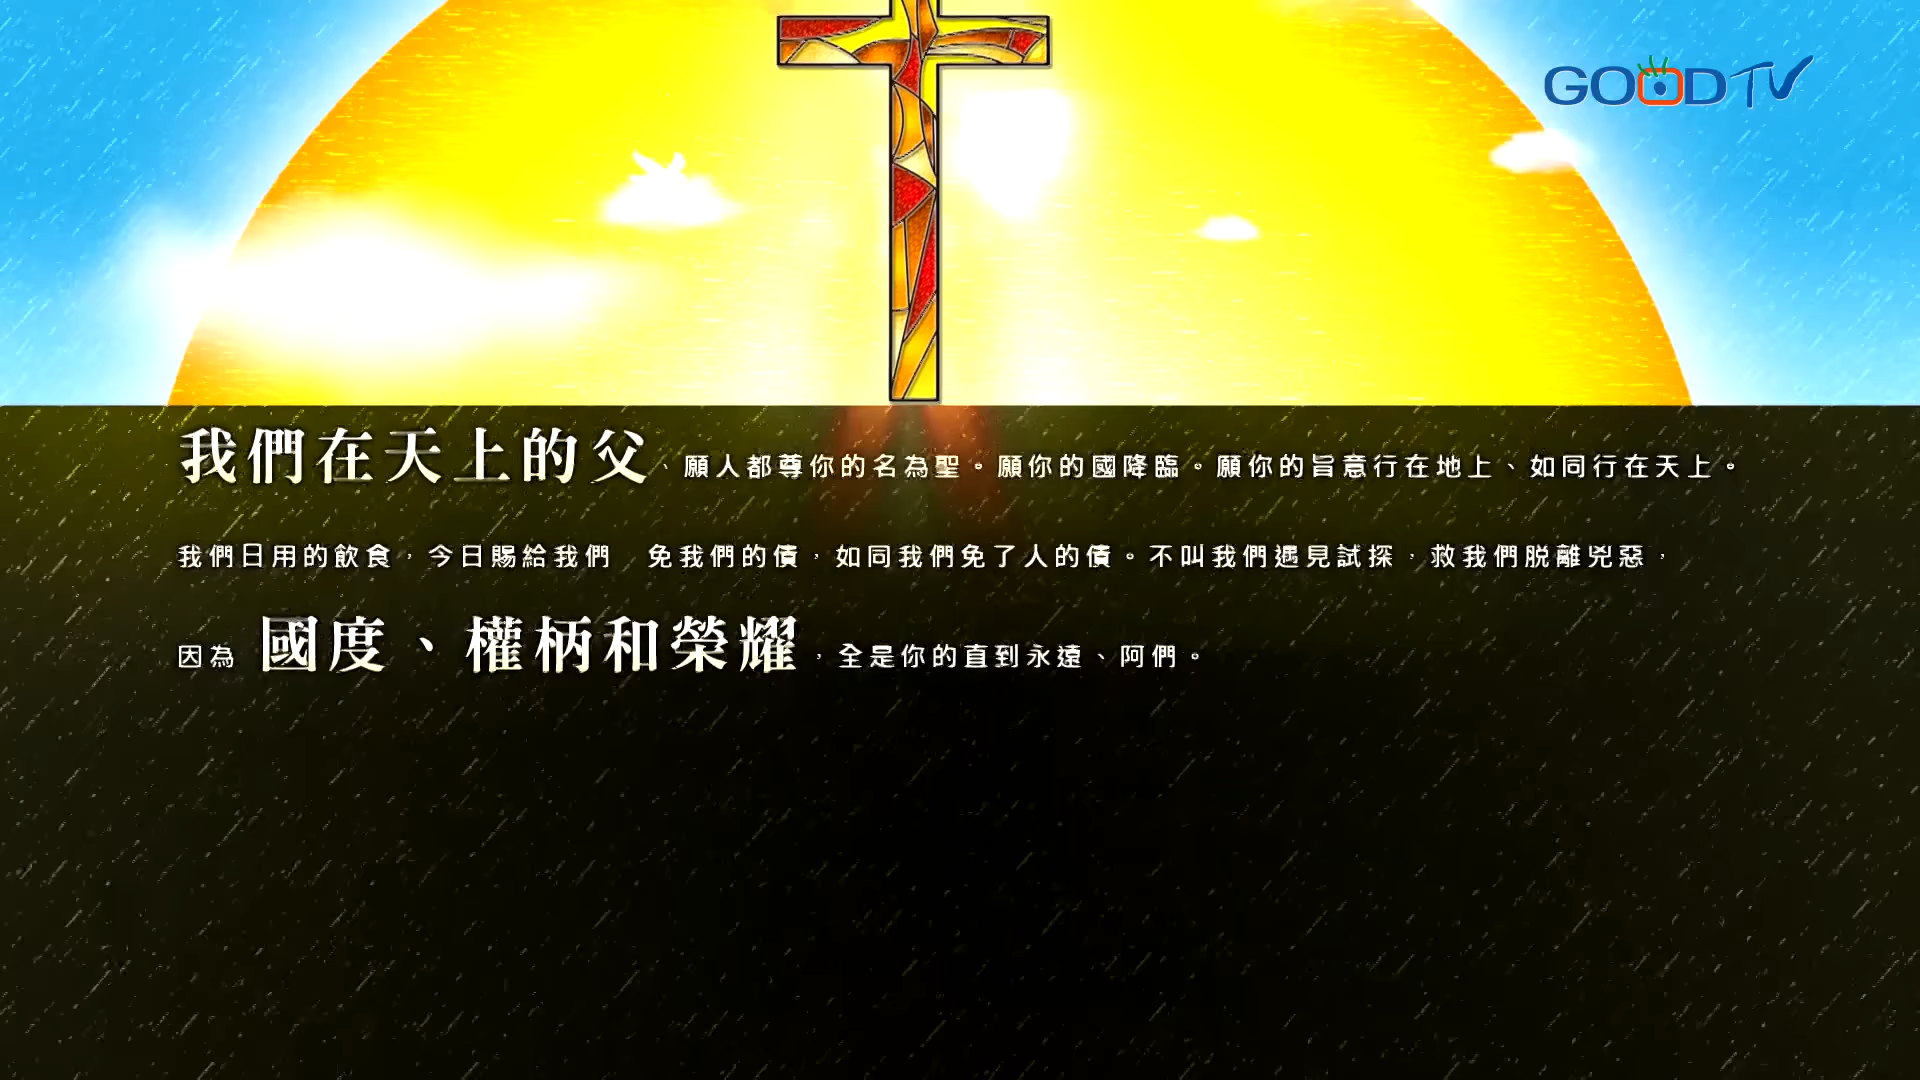 GOODTV
我們在天上的父、願人都尊你的名為聖。願你的國降臨。願你的旨意行在地上、如同行在天上。
我們日用的飲食，今日賜給我們　免我們的債，如同我們免了人的債。不叫我們遇見試探，救我們脫離兇惡，
因為 國度、權柄和榮耀，全是你的直到永遠、阿們。